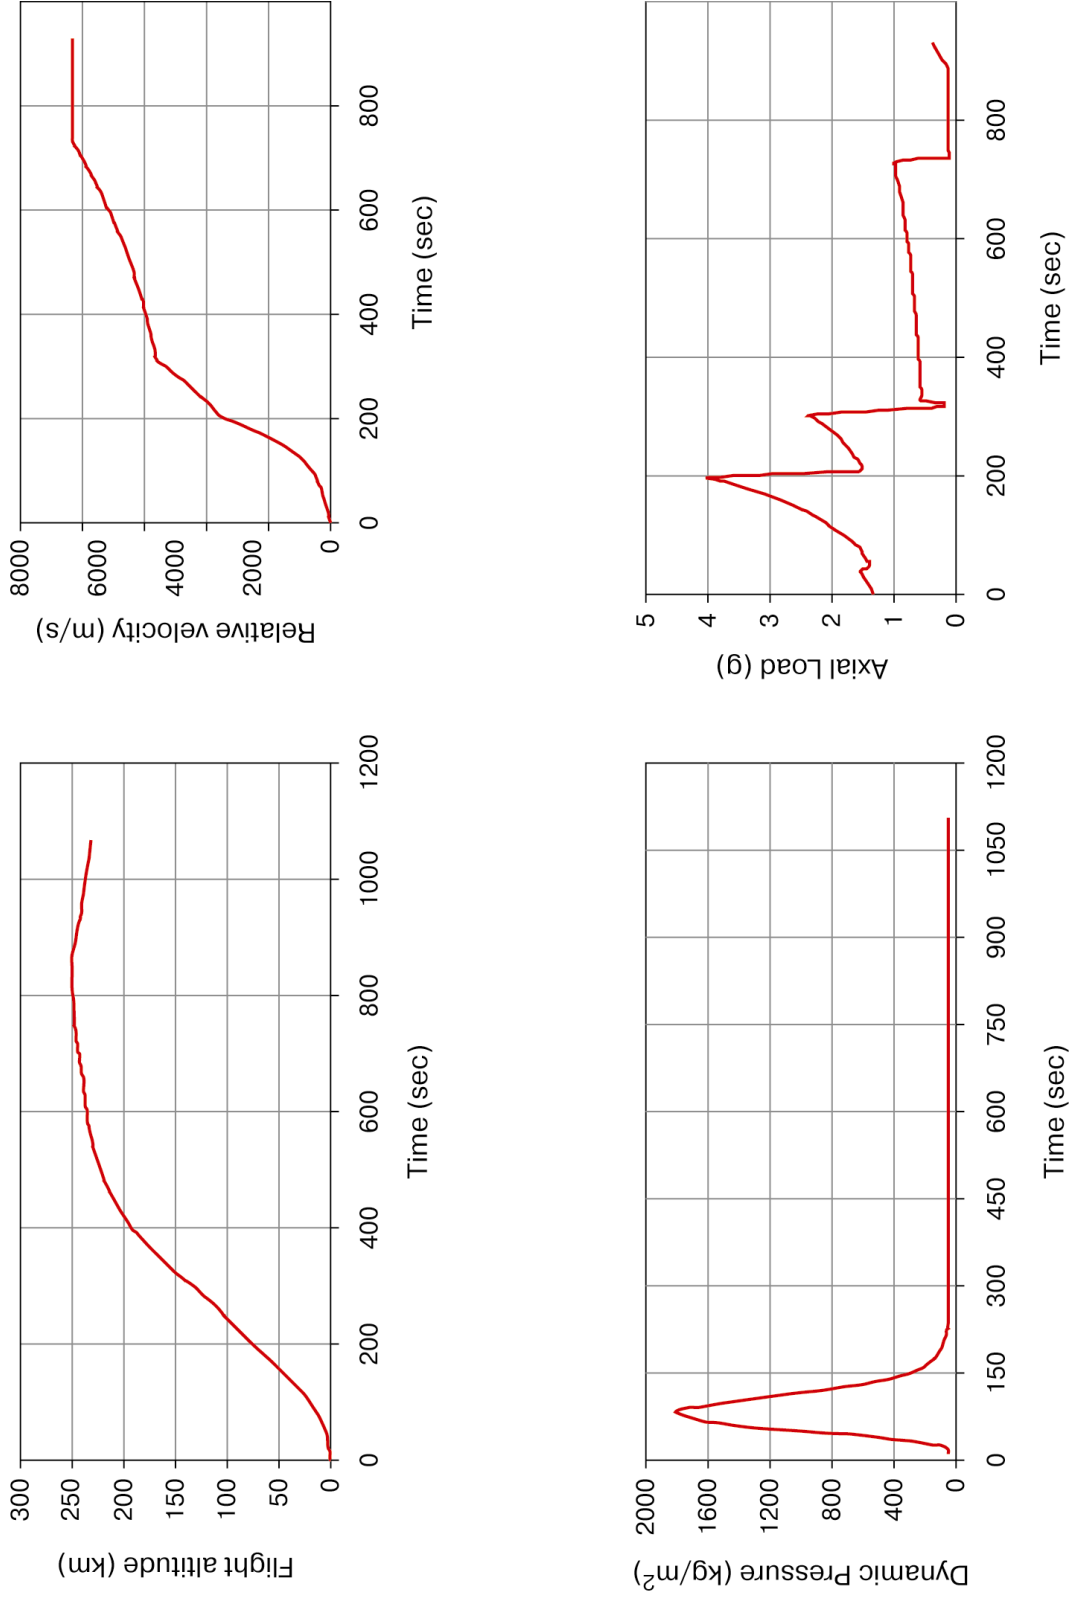 Flight altitude (km)
300
250
200
150
100
50
0
0 200 400 600 800 1000 1200
Time (sec)
Relative velocity (m/s)
8000
6000
4000
2000
0
0 200 400 600 800
Time (sec)
Dynamic Pressure (kg/m²)
2000
1600
1200
800
400
0
0 150 300 450 600 750 900 1050 1200
Time (sec)
Axial Load (g)
5
4
3
2
1
0
0 200 400 600 800
Time (sec)